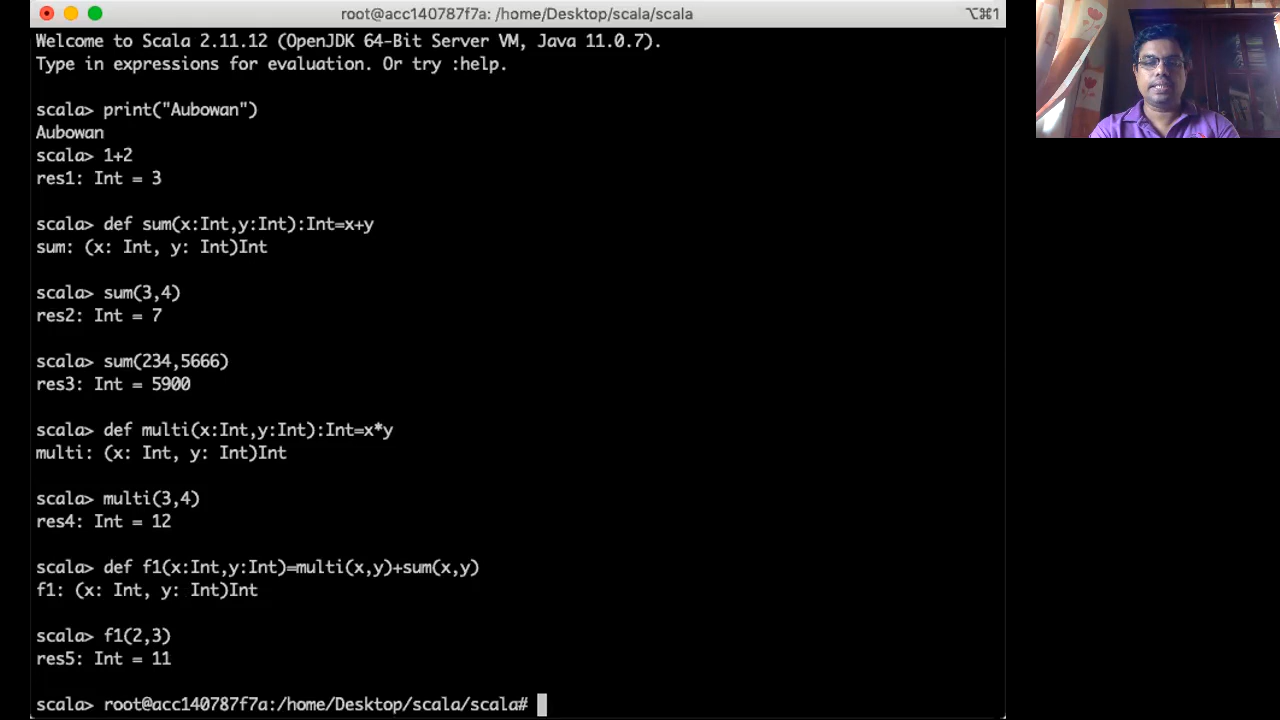 root@acc140787f7a: /home/Desktop/scala/scala
⌥⌘1
Welcome to Scala 2.11.12 (OpenJDK 64-Bit Server VM, Java 11.0.7).
Type in expressions for evaluation. Or try :help.
scala> print("Aubowan")
Aubowan
scala> 1+2
res1: Int = 3
scala> def sum(x:Int,y:Int):Int=x+y
sum: (x: Int, y: Int)Int
scala> sum(3,4)
res2: Int = 7
scala> sum(234,5666)
res3: Int = 5900
scala> def multi(x:Int,y:Int):Int=x*y
multi: (x: Int, y: Int)Int
scala> multi(3,4)
res4: Int = 12
scala> def f1(x:Int,y:Int)=multi(x,y)+sum(x,y)
f1: (x: Int, y: Int)Int
scala> f1(2,3)
res5: Int = 11
scala> root@acc140787f7a:/home/Desktop/scala/scala#